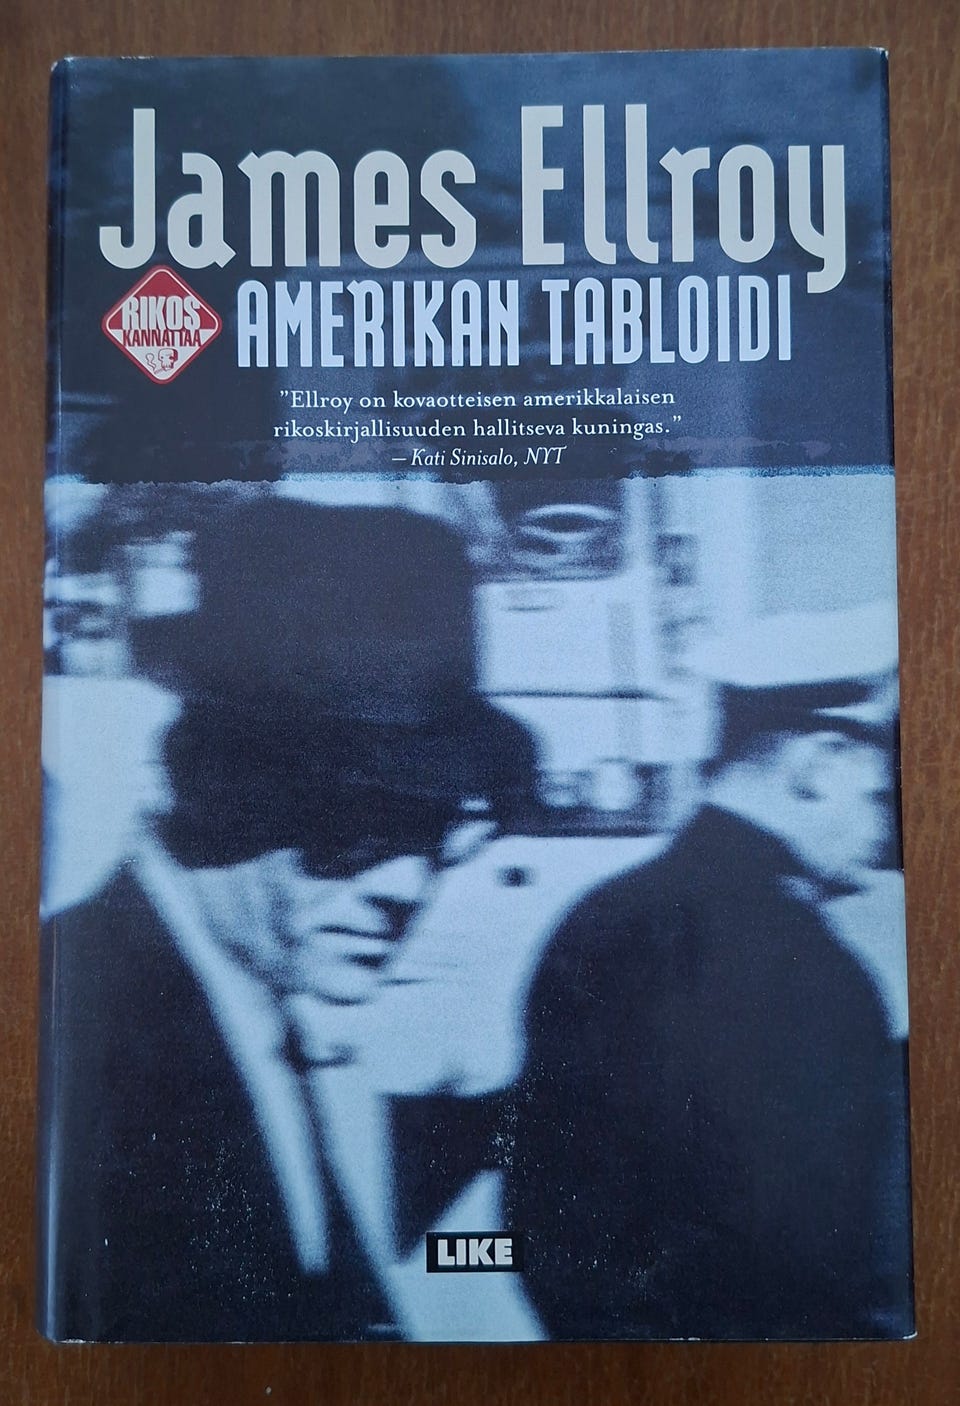 James Ellroy
RIKOS
KANNATTAA
AMERIKAN TABLOIDI
”Ellroy on kovaotteisen amerikkalaisen
rikoskirjallisuuden hallitseva kuningas.”
– Kati Sinisalo, NYT
LIKE